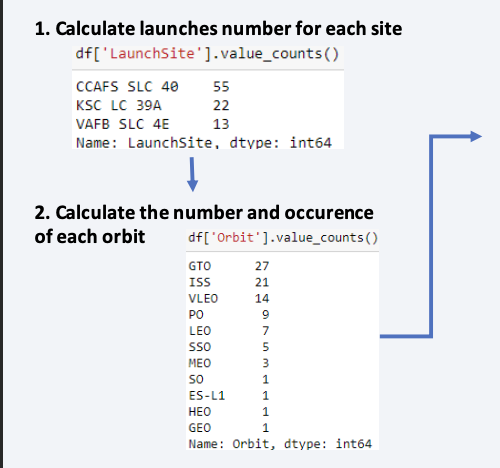 1. Calculate launches number for each site
df['LaunchSite'].value_counts()
CCAFS SLC 40 55
KSC LC 39A 22
VAFB SLC 4E 13
Name: LaunchSite, dtype: int64
2. Calculate the number and occurence
of each orbit df['Orbit'].value_counts()
GTO 27
ISS 21
VLEO 14
PO 9
LEO 7
SSO 5
MEO 3
SO 1
ES-L1 1
HEO 1
GEO 1
Name: Orbit, dtype: int64